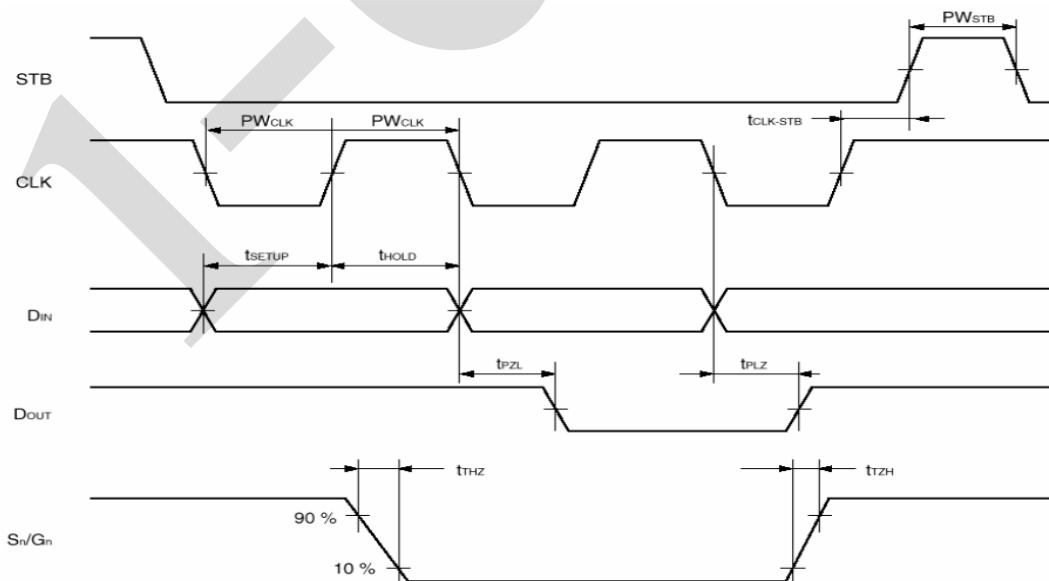 PWSTB
STB
PWCLK PWCLK
tCLK-STB
CLK
tSETUP tHOLD
DIN
tPZL tPLZ
DOUT
tTHZ tTZH
90 %
Sn/Gn
10 %